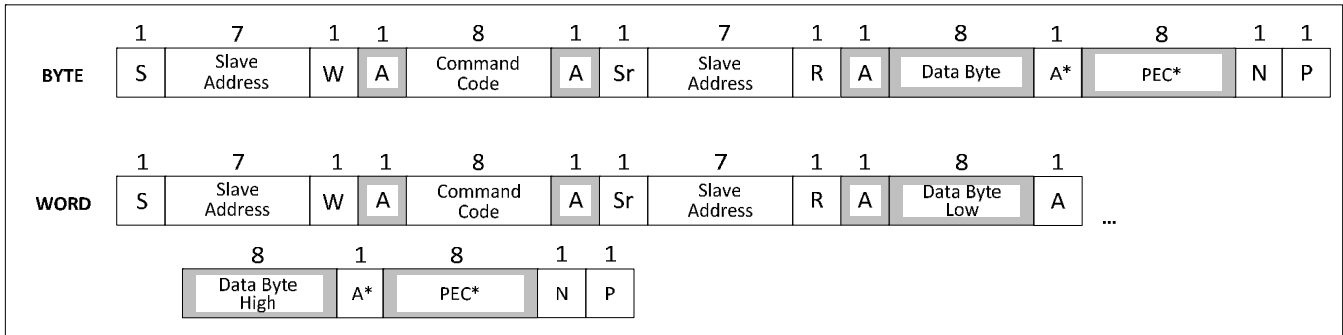 1 7 1 1 8 1 1 7 1 1 8 1 8 1 1
BYTE S Slave Address W A Command Code A Sr Slave Address R A Data Byte A* PEC* N P
1 7 1 1 8 1 1 7 1 1 8 1
WORD S Slave Address W A Command Code A Sr Slave Address R A Data Byte Low A ...
8 1 8 1 1
Data Byte High A* PEC* N P